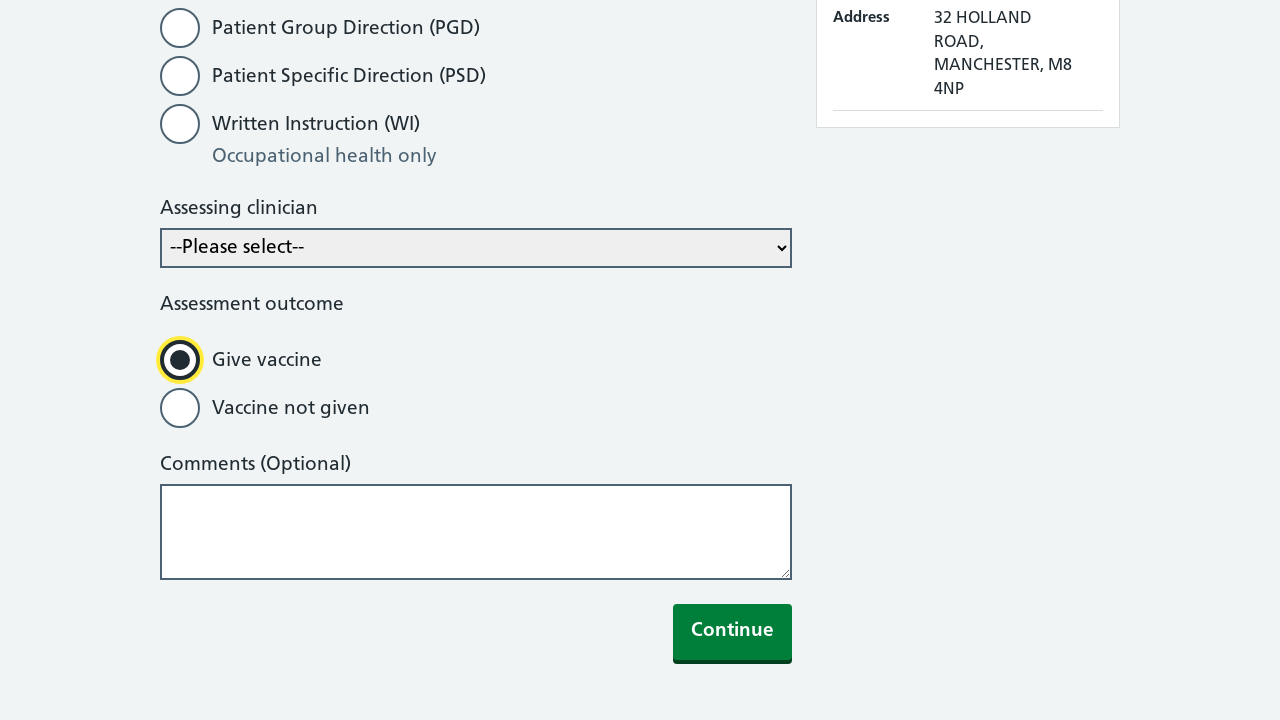 Patient Group Direction (PGD)
Patient Specific Direction (PSD)
Written Instruction (WI)
Occupational health only
Assessing clinician
--Please select--
Assessment outcome
Give vaccine
Vaccine not given
Comments (Optional)
Continue
Address
32 HOLLAND
ROAD,
MANCHESTER, M8
4NP